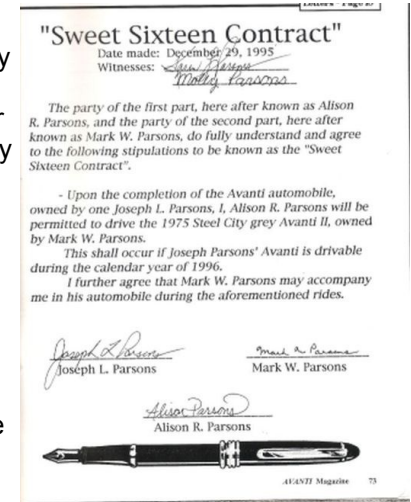 Letters - Page 13
"Sweet Sixteen Contract"
Date made: December 29, 1995
Witnesses:
Molly Parsons
The party of the first part, here after known as Alison
R. Parsons, and the party of the second part, here after
known as Mark W. Parsons, do fully understand and agree
to the following stipulations to be known as the "Sweet
Sixteen Contract".
- Upon the completion of the Avanti automobile,
owned by one Joseph L. Parsons, I, Alison R. Parsons will be
permitted to drive the 1975 Steel City grey Avanti II, owned
by Mark W. Parsons.
This shall occur if Joseph Parsons' Avanti is drivable
during the calendar year of 1996.
I further agree that Mark W. Parsons may accompany
me in his automobile during the aforementioned rides.
Joseph L Parsons
Joseph L. Parsons
Mark W. Parsons
Alison Parsons
Alison R. Parsons
AVANTI Magazine 73